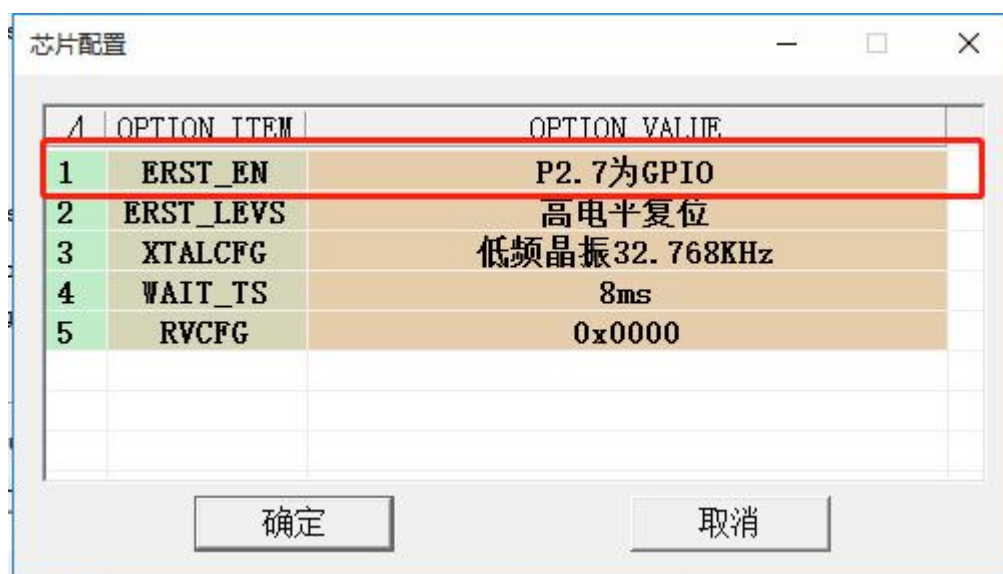 芯片配置
OPTION ITEM OPTION VALUE
1 ERST_EN P2.7为GPIO
2 ERST_LEVS 高电平复位
3 XTALCFG 低频晶振32.768KHz
4 WAIT_TS 8ms
5 RVCFG 0x0000
确定 取消